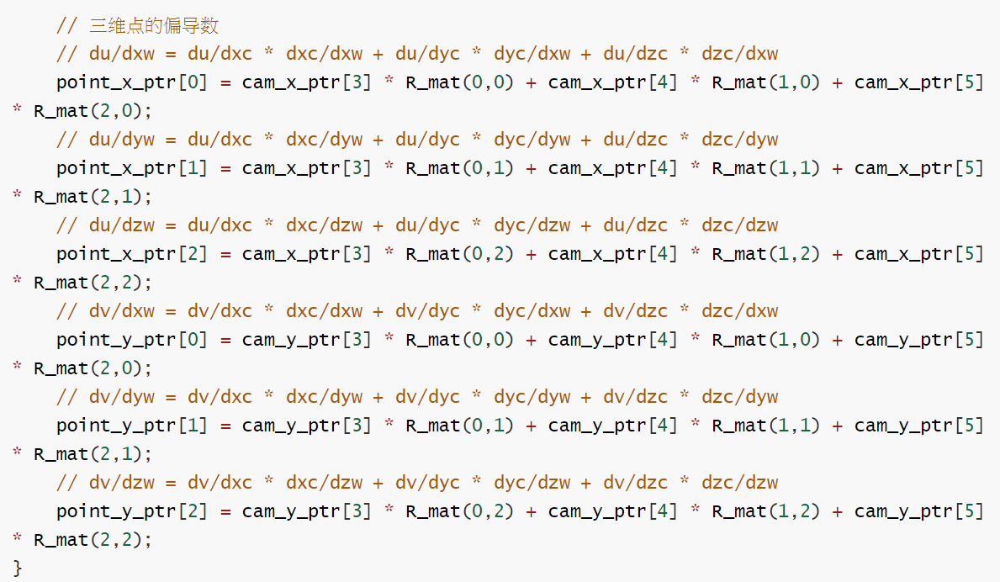 // 三维点的偏导数
// du/dxw = du/dxc * dxc/dxw + du/dyc * dyc/dxw + du/dzc * dzc/dxw
point_x_ptr[0] = cam_x_ptr[3] * R_mat(0,0) + cam_x_ptr[4] * R_mat(1,0) + cam_x_ptr[5]
* R_mat(2,0);
// du/dyw = du/dxc * dxc/dyw + du/dyc * dyc/dyw + du/dzc * dzc/dyw
point_x_ptr[1] = cam_x_ptr[3] * R_mat(0,1) + cam_x_ptr[4] * R_mat(1,1) + cam_x_ptr[5]
* R_mat(2,1);
// du/dzw = du/dxc * dxc/dzw + du/dyc * dyc/dzw + du/dzc * dzc/dzw
point_x_ptr[2] = cam_x_ptr[3] * R_mat(0,2) + cam_x_ptr[4] * R_mat(1,2) + cam_x_ptr[5]
* R_mat(2,2);
// dv/dxw = dv/dxc * dxc/dxw + dv/dyc * dyc/dxw + dv/dzc * dzc/dxw
point_y_ptr[0] = cam_y_ptr[3] * R_mat(0,0) + cam_y_ptr[4] * R_mat(1,0) + cam_y_ptr[5]
* R_mat(2,0);
// dv/dyw = dv/dxc * dxc/dyw + dv/dyc * dyc/dyw + dv/dzc * dzc/dyw
point_y_ptr[1] = cam_y_ptr[3] * R_mat(0,1) + cam_y_ptr[4] * R_mat(1,1) + cam_y_ptr[5]
* R_mat(2,1);
// dv/dzw = dv/dxc * dxc/dzw + dv/dyc * dyc/dzw + dv/dzc * dzc/dzw
point_y_ptr[2] = cam_y_ptr[3] * R_mat(0,2) + cam_y_ptr[4] * R_mat(1,2) + cam_y_ptr[5]
* R_mat(2,2);
}